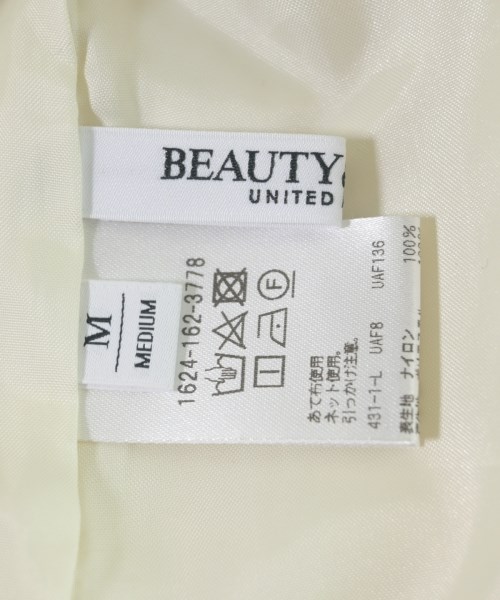 BEAUTY
UNITED
M
MEDIUM
1624-162-3778
F
あて布使用。
ネット使用。
引っかけ注意。
431-1-L UAF8 UAF136
表生地 ナイロン 100%